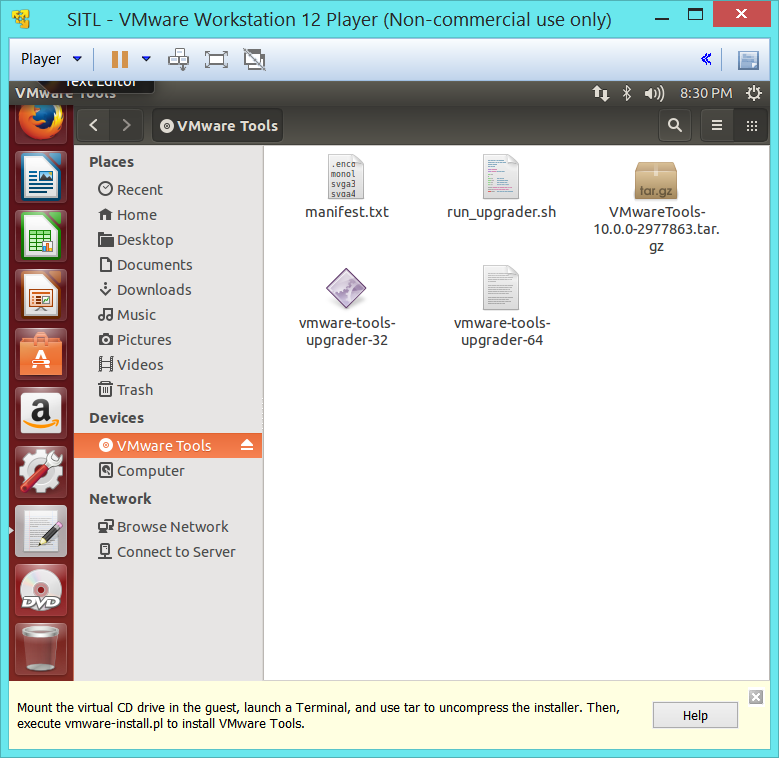 SITL - VMware Workstation 12 Player (Non-commercial use only)
Player
Text Editor
VMware Tools
8:30 PM
VMware Tools
Places
Recent
Home
Desktop
Documents
Downloads
Music
Pictures
Videos
Trash
Devices
VMware Tools
Computer
Network
Browse Network
Connect to Server
.enco
monol
svga3
svga4
manifest.txt
run_upgrader.sh
tar.gz
VMwareTools-
10.0.0-2977863.tar.
gz
vmware-tools-
upgrader-32
vmware-tools-
upgrader-64
A
a
DVD
Mount the virtual CD drive in the guest, launch a Terminal, and use tar to uncompress the installer. Then,
execute vmware-install.pl to install VMware Tools.
Help